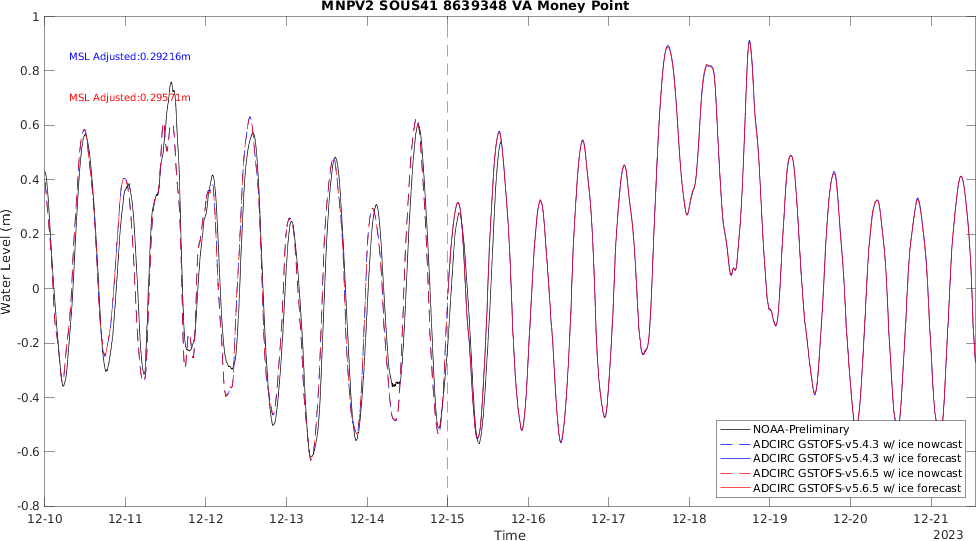 MNPV2 SOUS41 8639348 VA Money Point
1
0.8
0.6
0.4
0.2
0
-0.2
-0.4
-0.6
-0.8
Water Level (m)
MSL Adjusted:0.29216m
MSL Adjusted:0.29571m
NOAA-Preliminary
ADCIRC GSTOFS-v5.4.3 w/ ice nowcast
ADCIRC GSTOFS-v5.4.3 w/ ice forecast
ADCIRC GSTOFS-v5.6.5 w/ ice nowcast
ADCIRC GSTOFS-v5.6.5 w/ ice forecast
12-10 12-11 12-12 12-13 12-14 12-15 12-16 12-17 12-18 12-19 12-20 12-21
Time
2023